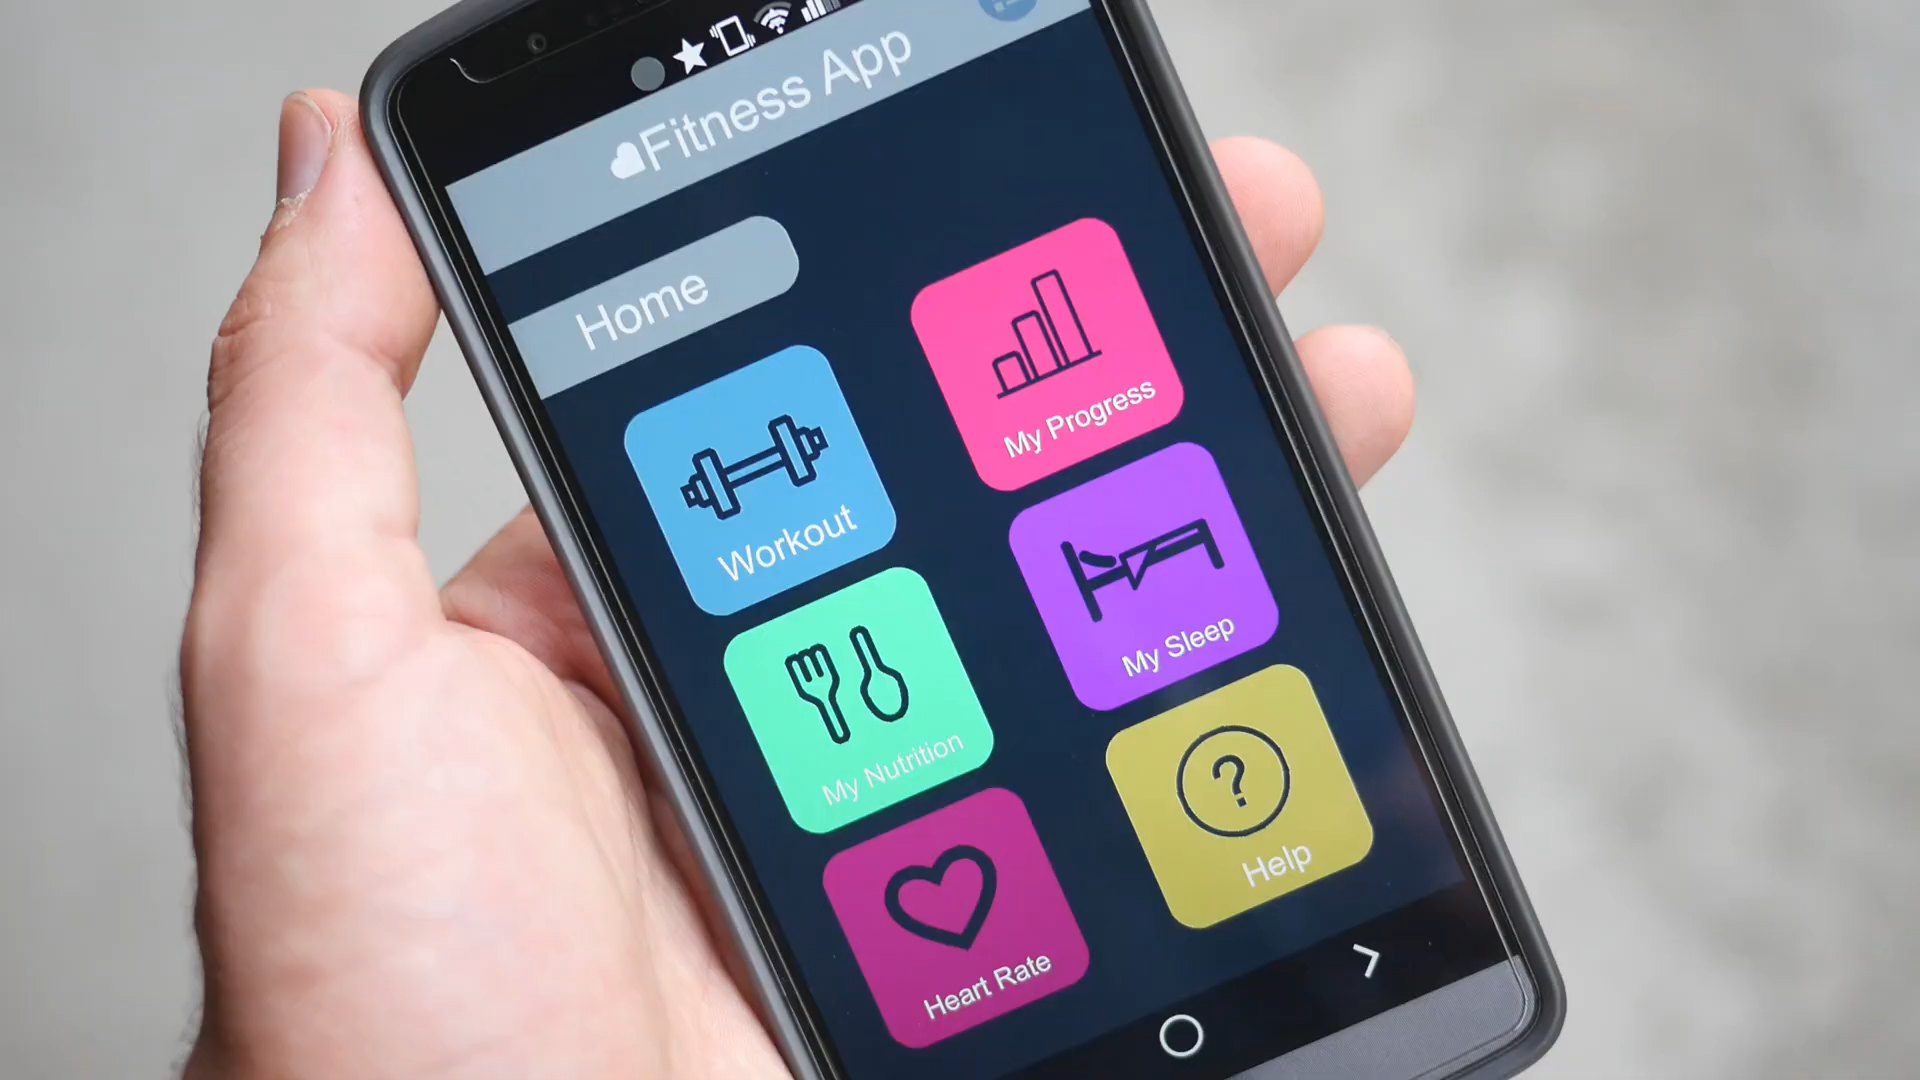 Fitness App
Home
Workout
My Progress
My Nutrition
My Sleep
Heart Rate
?
Help